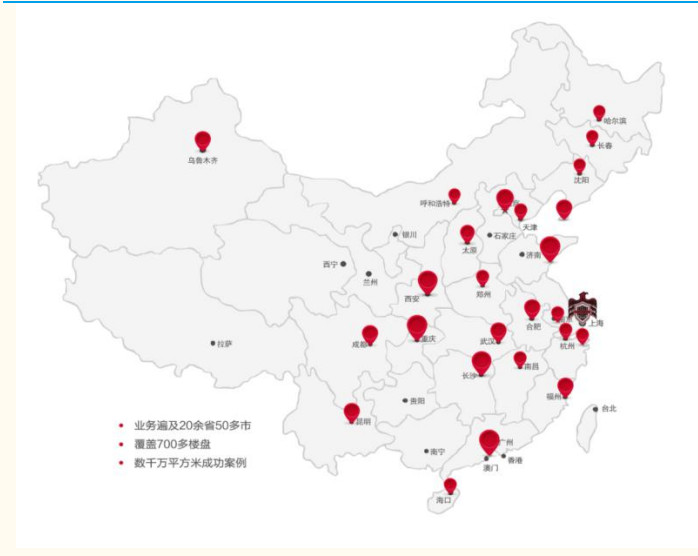 哈尔滨
长春
乌鲁木齐
沈阳
呼和浩特
天津
银川
石家庄
太原
济南
西宁
兰州
西安
郑州
合肥
上海
成都
重庆
武汉
杭州
拉萨
长沙
南昌
福州
贵阳
台北
昆明
业务遍及20余省50多市
覆盖700多楼盘
南宁
州
香港
澳门
数千万平方米成功案例
海口